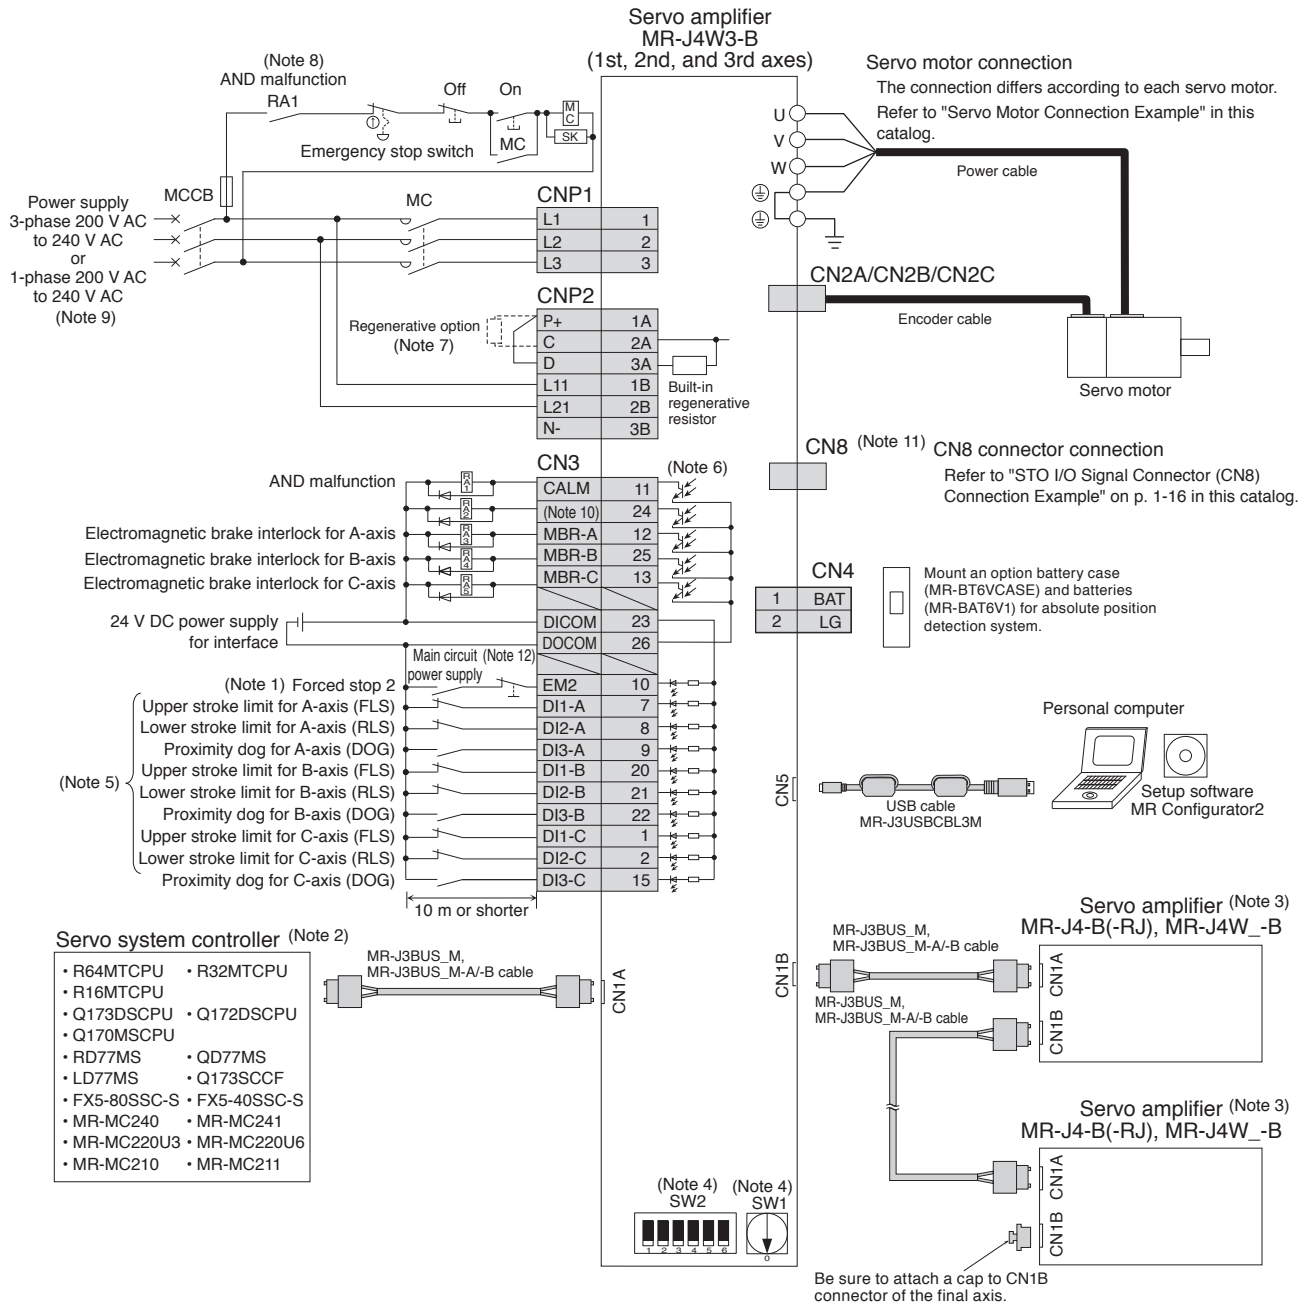 Servo amplifier
MR-J4W3-B
(1st, 2nd, and 3rd axes)
(Note 8)
AND malfunction
RA1
Off
On
MC
SK
MC
Emergency stop switch
Servo motor connection
The connection differs according to each servo motor.
Refer to "Servo Motor Connection Example" in this
catalog.
U
V
W
Power cable
Power supply
3-phase 200 V AC
to 240 V AC
or
1-phase 200 V AC
to 240 V AC
(Note 9)
MCCB
MC
CNP1
L1 1
L2 2
L3 3
CN2A/CN2B/CN2C
Encoder cable
Servo motor
CNP2
Regenerative option
(Note 7)
P+ 1A
C 2A
D 3A
L11 1B
L21 2B
N- 3B
Built-in
regenerative
resistor
CN8 (Note 11)
CN8 connector connection
Refer to "STO I/O Signal Connector (CN8)
Connection Example" on p. 1-16 in this catalog.
CN3
(Note 6)
AND malfunction
RA1
CALM 11
RA2
(Note 10) 24
Electromagnetic brake interlock for A-axis
RA3
MBR-A 12
Electromagnetic brake interlock for B-axis
RA4
MBR-B 25
Electromagnetic brake interlock for C-axis
RA5
MBR-C 13
24 V DC power supply
for interface
DICOM 23
DOCOM 26
CN4
1 BAT
2 LG
Mount an option battery case
(MR-BT6VCASE) and batteries
(MR-BAT6V1) for absolute position
detection system.
Main circuit
power supply
(Note 12)
(Note 1) Forced stop 2
EM2 10
(Note 5)
Upper stroke limit for A-axis (FLS)
DI1-A 7
Lower stroke limit for A-axis (RLS)
DI2-A 8
Proximity dog for A-axis (DOG)
DI3-A 9
Upper stroke limit for B-axis (FLS)
DI1-B 20
Lower stroke limit for B-axis (RLS)
DI2-B 21
Proximity dog for B-axis (DOG)
DI3-B 22
Upper stroke limit for C-axis (FLS)
DI1-C 1
Lower stroke limit for C-axis (RLS)
DI2-C 2
Proximity dog for C-axis (DOG)
DI3-C 15
10 m or shorter
CN5
USB cable
MR-J3USBCBL3M
Personal computer
Setup software
MR Configurator2
Servo system controller (Note 2)
• R64MTCPU • R32MTCPU
• R16MTCPU
• Q173DSCPU • Q172DSCPU
• Q170MSCPU
• RD77MS • QD77MS
• LD77MS • Q173SCCF
• FX5-80SSC-S • FX5-40SSC-S
• MR-MC240 • MR-MC241
• MR-MC220U3 • MR-MC220U6
• MR-MC210 • MR-MC211
MR-J3BUS_M,
MR-J3BUS_M-A/-B cable
CN1A
CN1B
MR-J3BUS_M,
MR-J3BUS_M-A/-B cable
MR-J3BUS_M,
MR-J3BUS_M-A/-B cable
Servo amplifier (Note 3)
MR-J4-B(-RJ), MR-J4W_-B
CN1A
CN1B
Servo amplifier (Note 3)
MR-J4-B(-RJ), MR-J4W_-B
CN1A
CN1B
(Note 4)
SW2
1 2 3 4 5 6
(Note 4)
SW1
0
Be sure to attach a cap to CN1B
connector of the final axis.